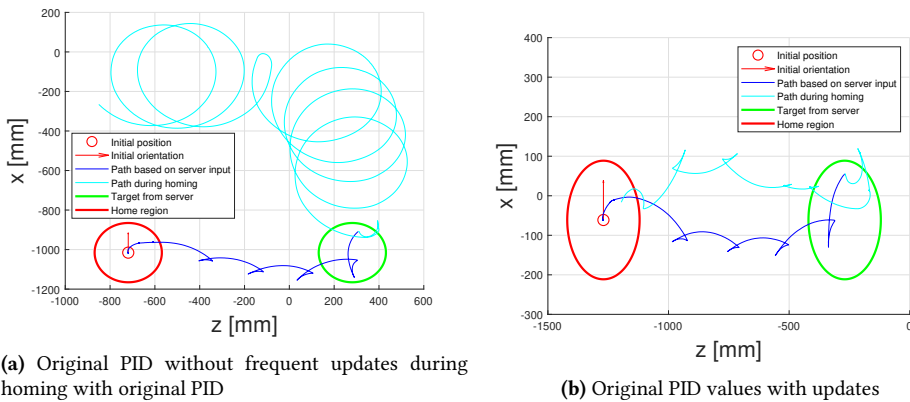 200
0
-200
-400
-600
-800
-1000
-1200
x [mm]
-1000
-800
-600
-400
-200
0
200
400
600
z [mm]
Initial position
Initial orientation
Path based on server input
Path during homing
Target from server
Home region
(a) Original PID without frequent updates during
homing with original PID
400
300
200
100
0
-100
-200
-300
x [mm]
-1500
-1000
-500
0
z [mm]
Initial position
Initial orientation
Path based on server input
Path during homing
Target from server
Home region
(b) Original PID values with updates